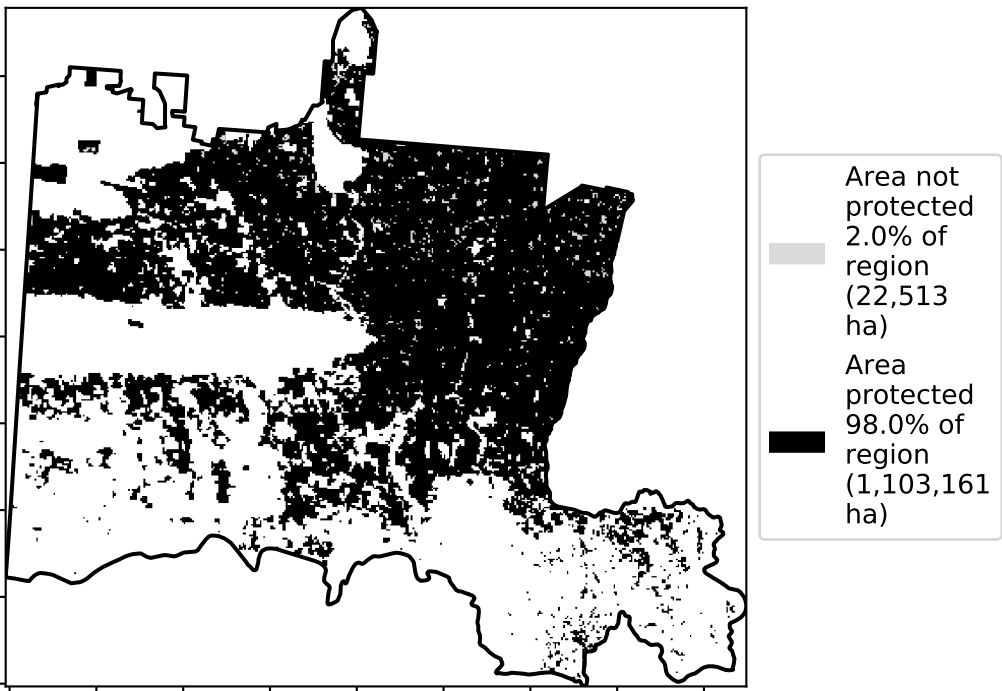 Area not
protected
2.0% of
region
(22,513
ha)
Area
protected
98.0% of
region
(1,103,161
ha)